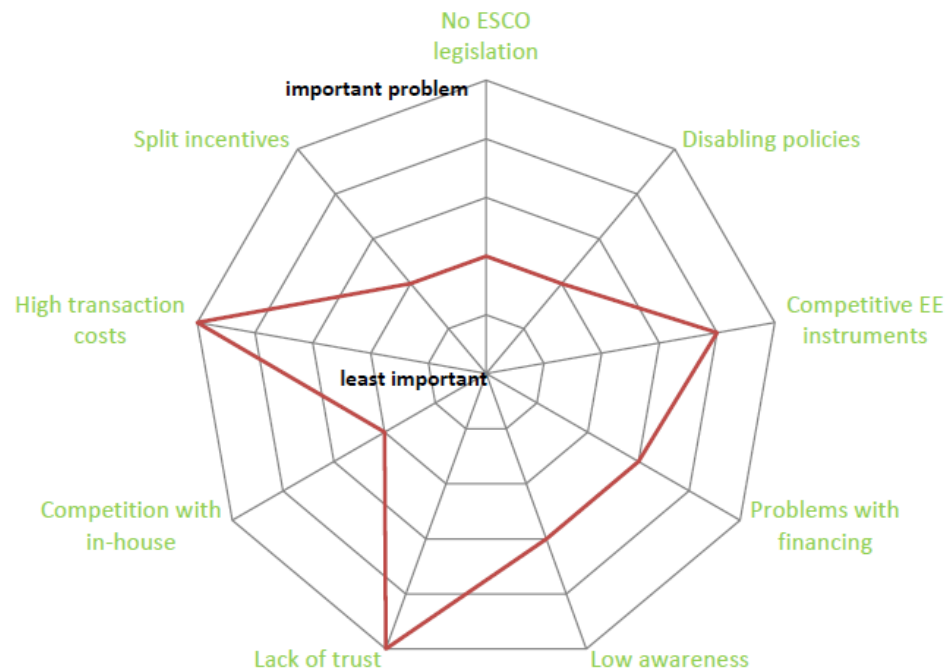 No ESCO
legislation
important problem
Split incentives
Disabling policies
High transaction
costs
Competitive EE
instruments
least important
Competition with
in-house
Problems with
financing
Lack of trust
Low awareness